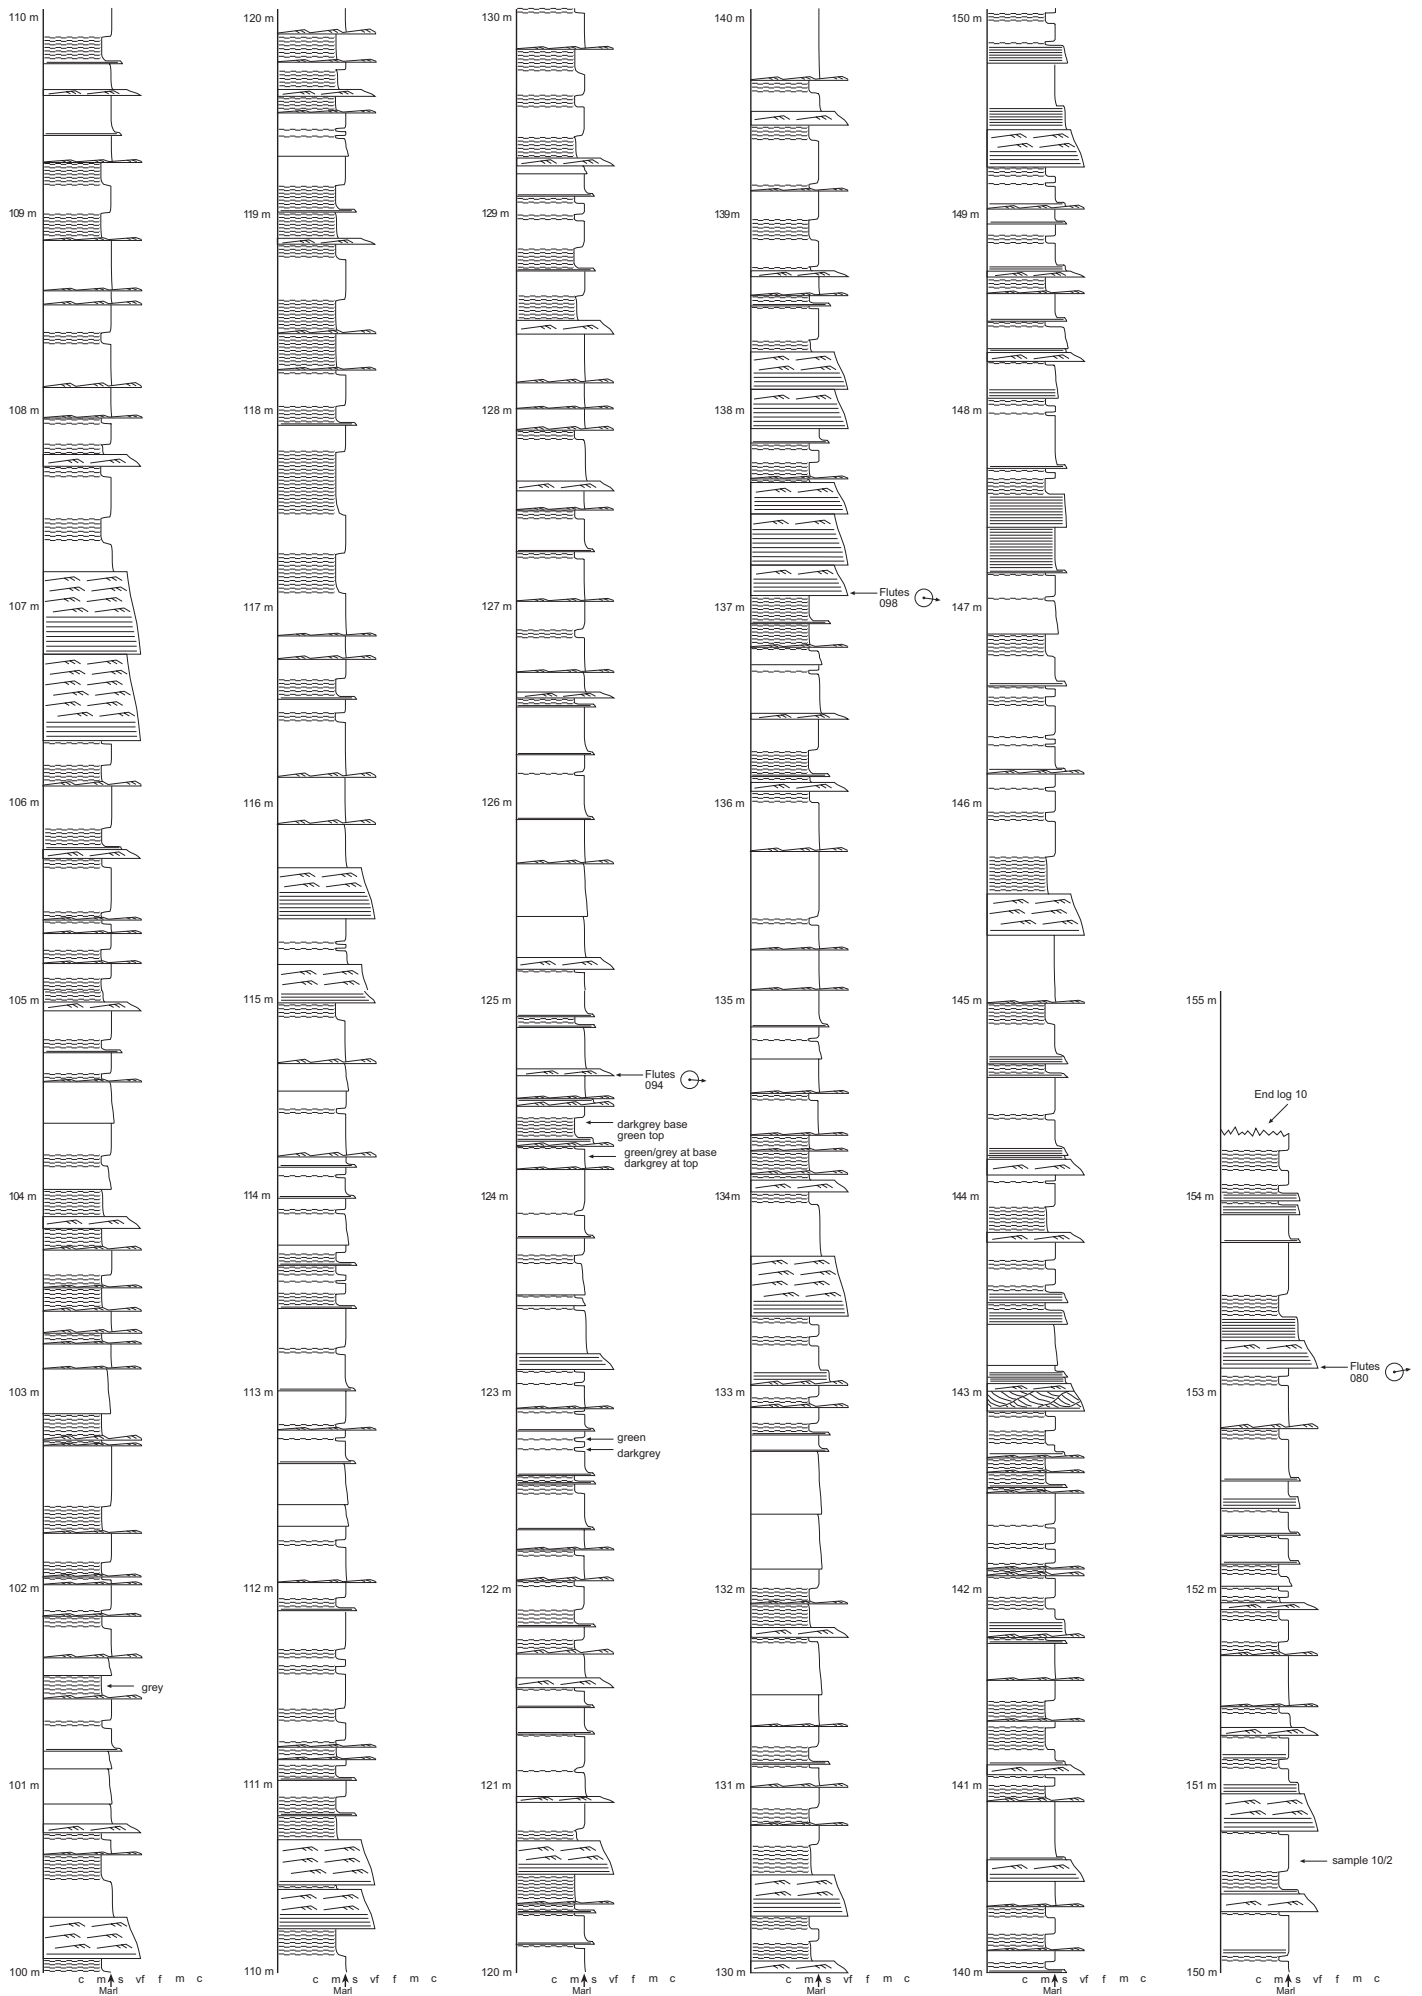 110 m
109 m
108 m
107 m
106 m
105 m
104 m
103 m
102 m
grey
101 m
100 m
c m s vf f m c
Marl
120 m
119 m
118 m
117 m
116 m
115 m
114 m
113 m
112 m
111 m
110 m
c m s vf f m c
Marl
130 m
129 m
128 m
127 m
126 m
125 m
Flutes
094
darkgrey base
green top
green/grey at base
darkgrey at top
124 m
123 m
green
darkgrey
122 m
121 m
120 m
c m s vf f m c
Marl
140 m
139m
138 m
Flutes
098
137 m
136 m
135 m
134m
133 m
132 m
131 m
130 m
c m s vf f m c
Marl
150 m
149m
148 m
147 m
146 m
145 m
144 m
143 m
142 m
141 m
140 m
c m s vf f m c
Marl
155 m
End log 10
154 m
Flutes
080
153 m
152 m
151 m
sample 10/2
150 m
c m s vf f m c
Marl